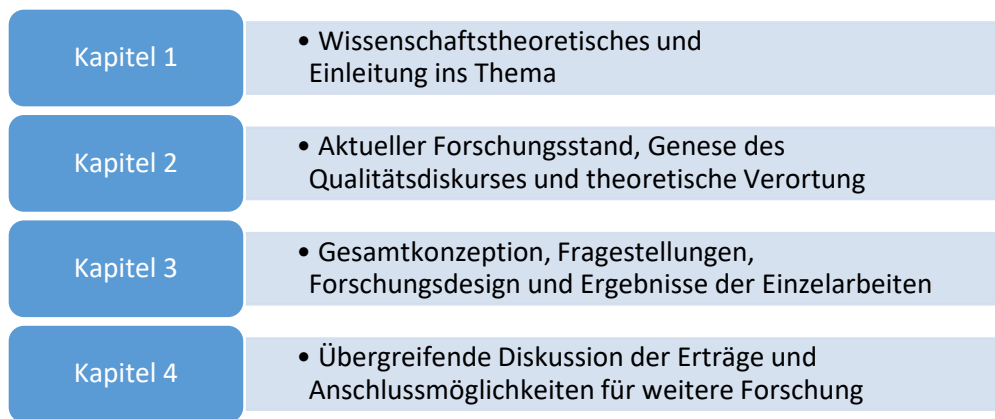 Kapitel 1
• Wissenschaftstheoretisches und
Einleitung ins Thema
Kapitel 2
• Aktueller Forschungsstand, Genese des
Qualitätsdiskurses und theoretische Verortung
Kapitel 3
• Gesamtkonzeption, Fragestellungen,
Forschungsdesign und Ergebnisse der Einzelarbeiten
Kapitel 4
• Übergreifende Diskussion der Erträge und
Anschlussmöglichkeiten für weitere Forschung